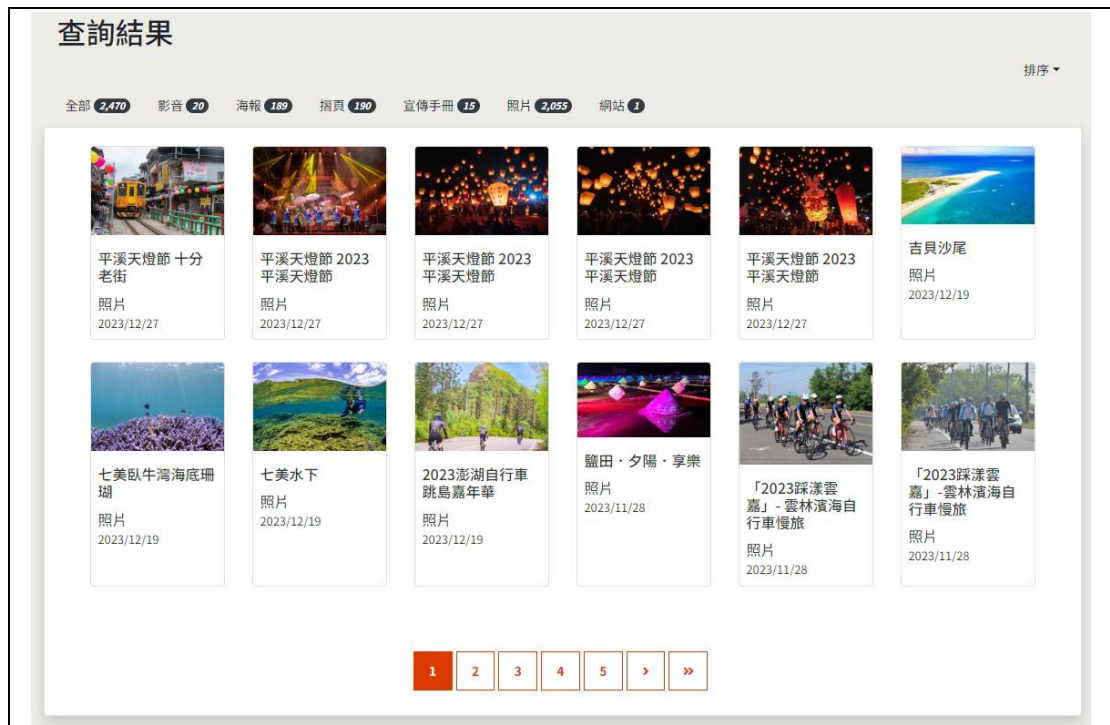 查詢結果
排序
全部 2,470 影音 20 海報 189 摺頁 190 宣傳手冊 15 照片 2,055 網站 1
平溪天燈節 十分
老街
照片
2023/12/27
平溪天燈節 2023
平溪天燈節
照片
2023/12/27
平溪天燈節 2023
平溪天燈節
照片
2023/12/27
平溪天燈節 2023
平溪天燈節
照片
2023/12/27
平溪天燈節 2023
平溪天燈節
照片
2023/12/27
吉貝沙尾
照片
2023/12/19
七美臥牛灣海底珊
瑚
照片
2023/12/19
七美水下
照片
2023/12/19
2023澎湖自行車
跳島嘉年華
照片
2023/12/19
鹽田・夕陽・享樂
照片
2023/11/28
「2023踩漾雲
嘉」- 雲林濱海自
行車慢旅
照片
2023/11/28
「2023踩漾雲
嘉」-雲林濱海自
行車慢旅
照片
2023/11/28
1 2 3 4 5 › »